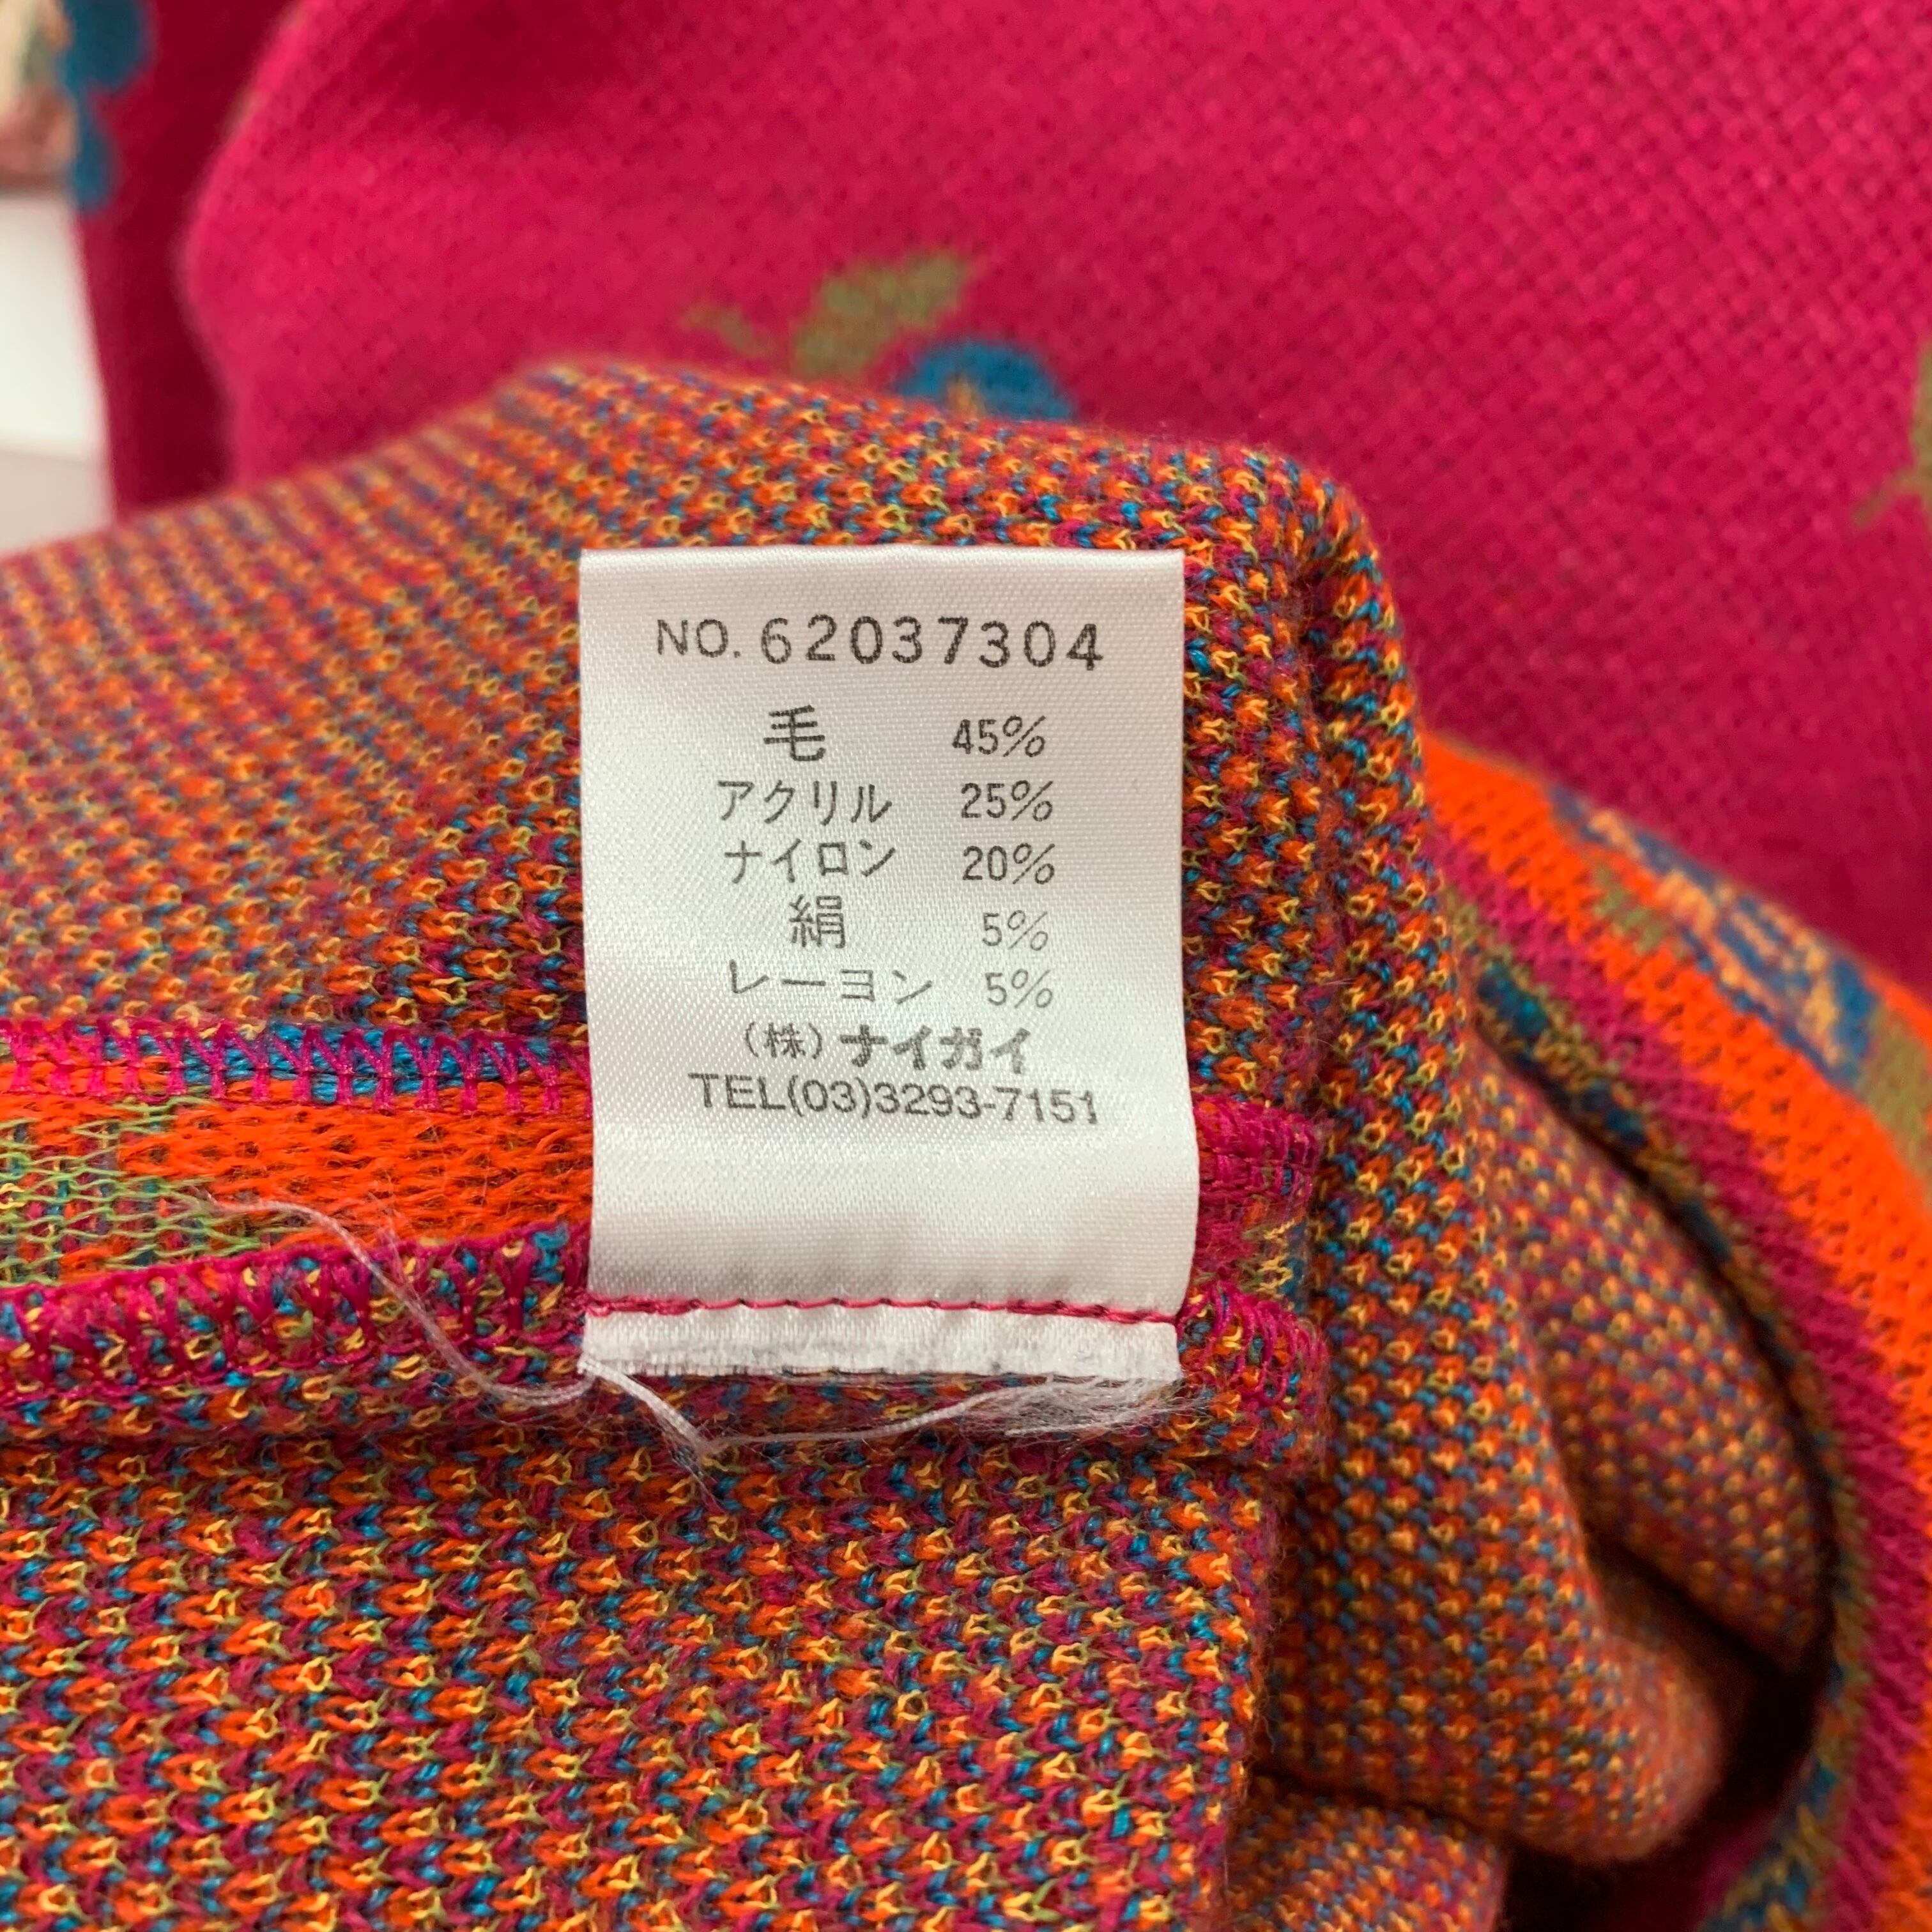 NO. 62037304
毛 45%
アクリル 25%
ナイロン 20%
絹 5%
レーヨン 5%
(株) ナイガイ
TEL(03)3293-7151